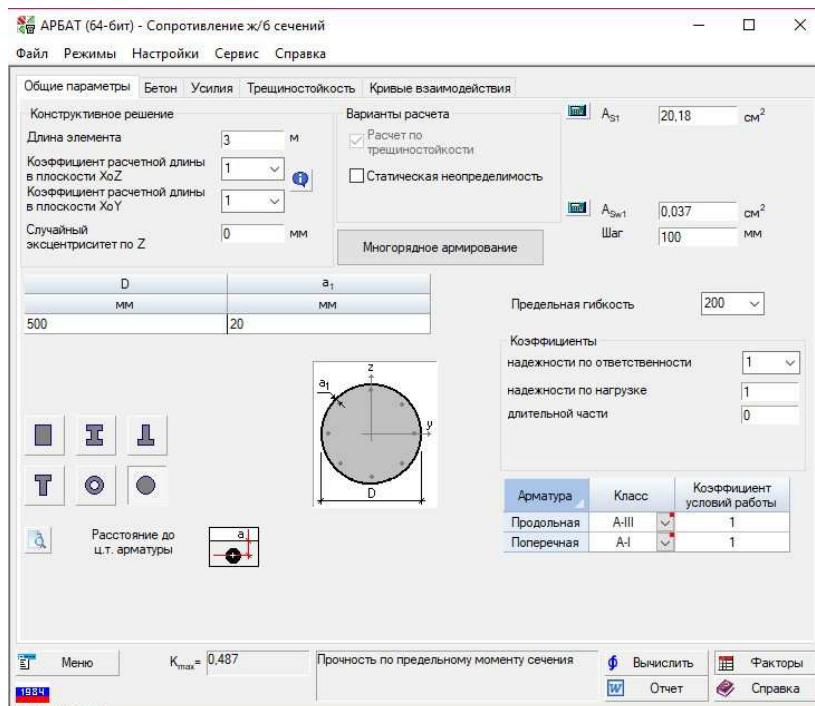 АРБАТ (64-бит) - Сопротивление ж/б сечений
Файл Режимы Настройки Сервис Справка
Общие параметры Бетон Усилия Трещиностойкость Кривые взаимодействия
Конструктивное решение
Длина элемента 3 м
Коэффициент расчетной длины
в плоскости XoZ 1
Коэффициент расчетной длины
в плоскости XoY 1
Случайный
эксцентриситет по Z 0 мм
Варианты расчета
Расчет по
трещиностойкости
Статическая неопределимость
Многорядное армирование
AS1 20,18 см2
ASw1 0,037 см2
Шаг 100 мм
D a1
мм мм
500 20
Предельная гибкость 200
Коэффициенты
надежности по ответственности 1
надежности по нагрузке 1
длительной части 0
z
a1
y
D
Расстояние до
ц.т. арматуры
a
Арматура Класс Коэффициент
условий работы
Продольная A-III 1
Поперечная A-I 1
Меню Kmax= 0,487 Прочность по предельному моменту сечения Вычислить Факторы
1984 Отчет Справка